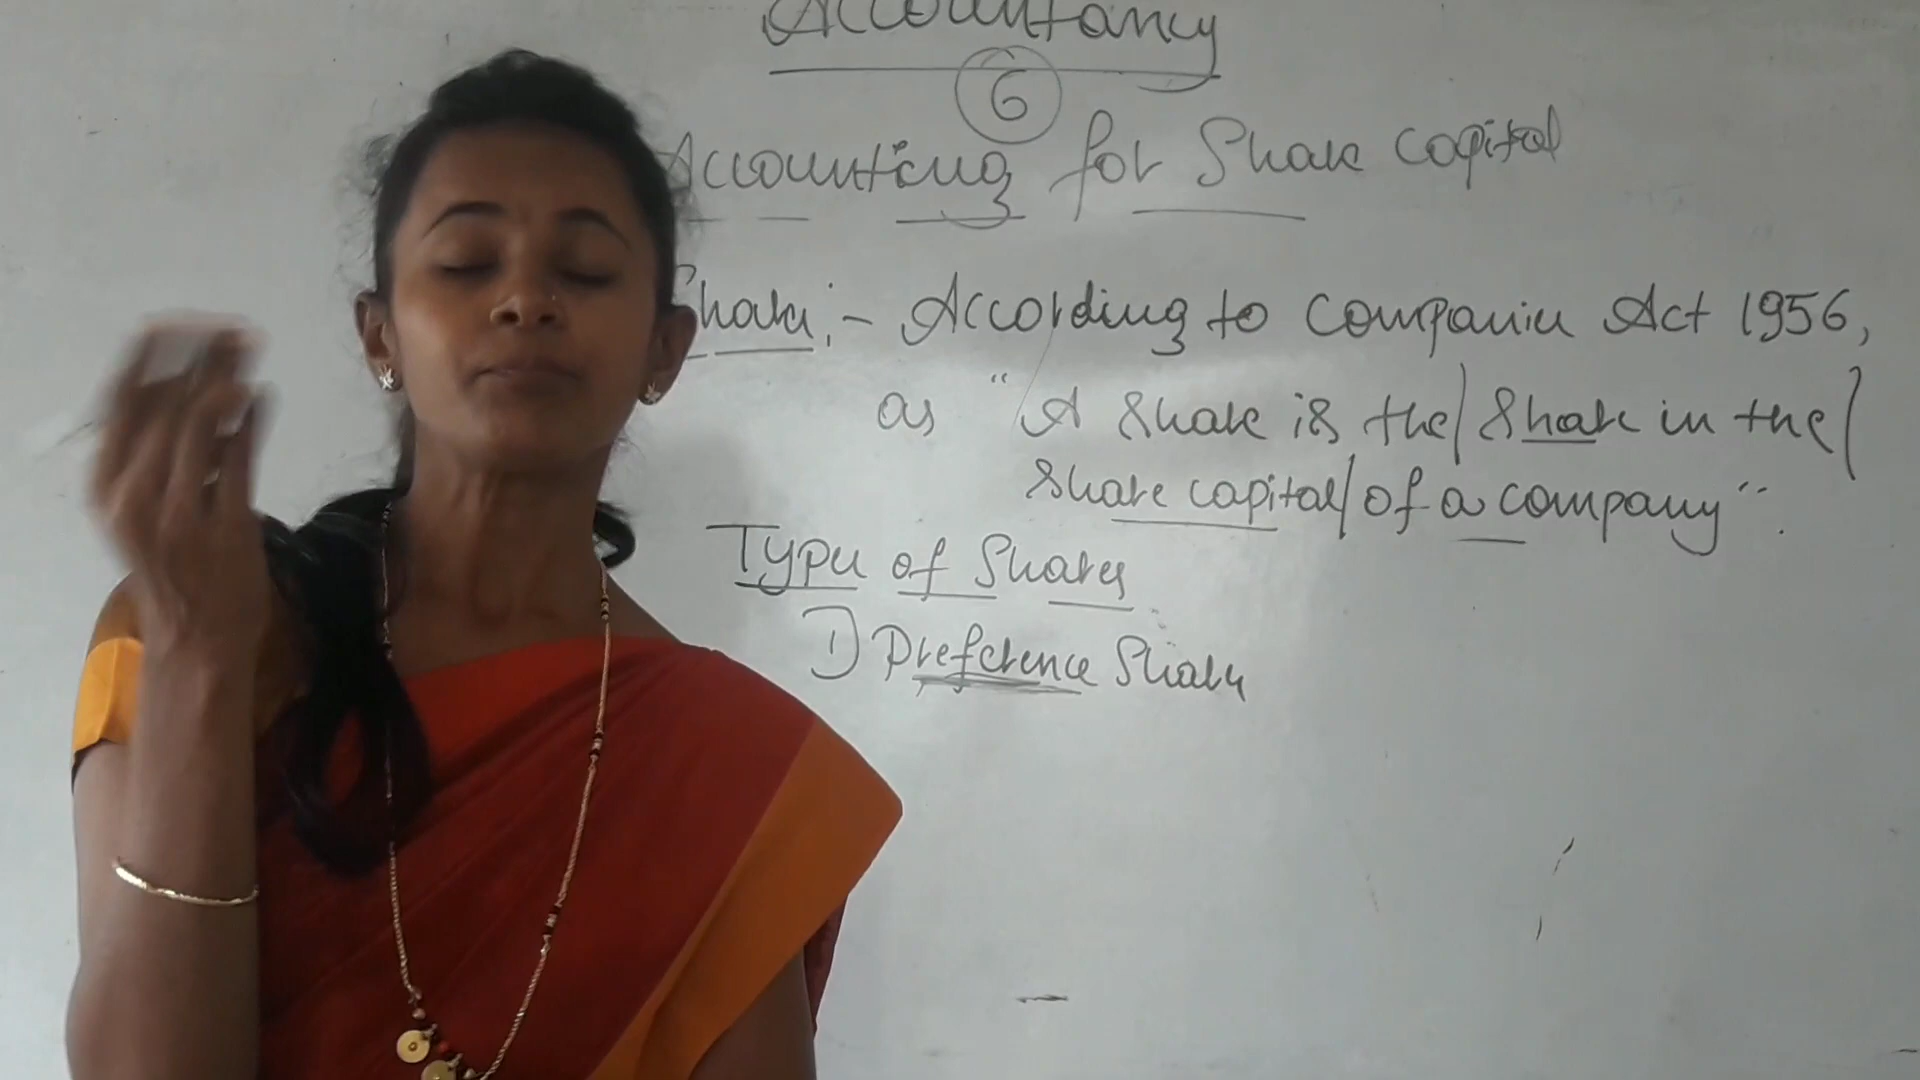 Accountancy
6
Accounting for Share capital
Share :- According to Companies Act 1956,
as "A Share is the Share in the
Share capital of a company".
Types of Shares
1) Preference Shares